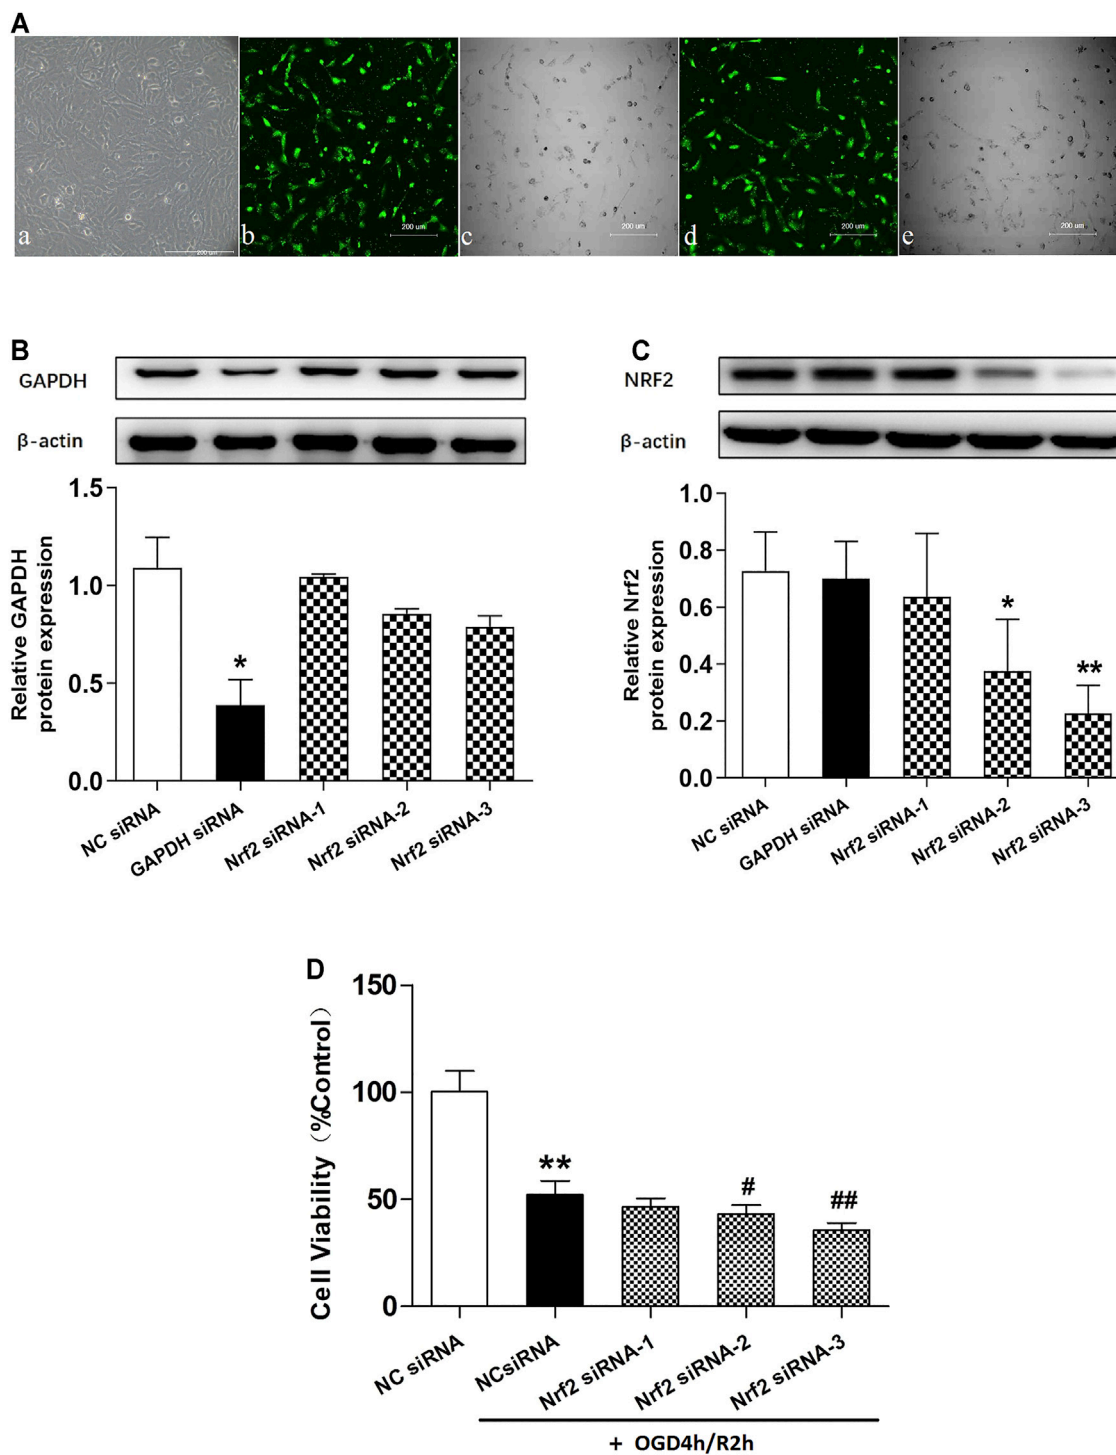 A
a
200 um
b
200 um
c
200 um
d
200 um
e
200 um
B
GAPDH
β-actin
1.5
1.0
0.5
0.0
Relative GAPDH
protein expression
*
NC siRNA
GAPDH siRNA
Nrf2 siRNA-1
Nrf2 siRNA-2
Nrf2 siRNA-3
C
NRF2
β-actin
1.0
0.8
0.6
0.4
0.2
0.0
Relative Nrf2
protein expression
*
**
NC siRNA
GAPDH siRNA
Nrf2 siRNA-1
Nrf2 siRNA-2
Nrf2 siRNA-3
D
150
100
50
0
Cell Viability（%Control）
**
#
##
NC siRNA
NCsiRNA
Nrf2 siRNA-1
Nrf2 siRNA-2
Nrf2 siRNA-3
+ OGD4h/R2h